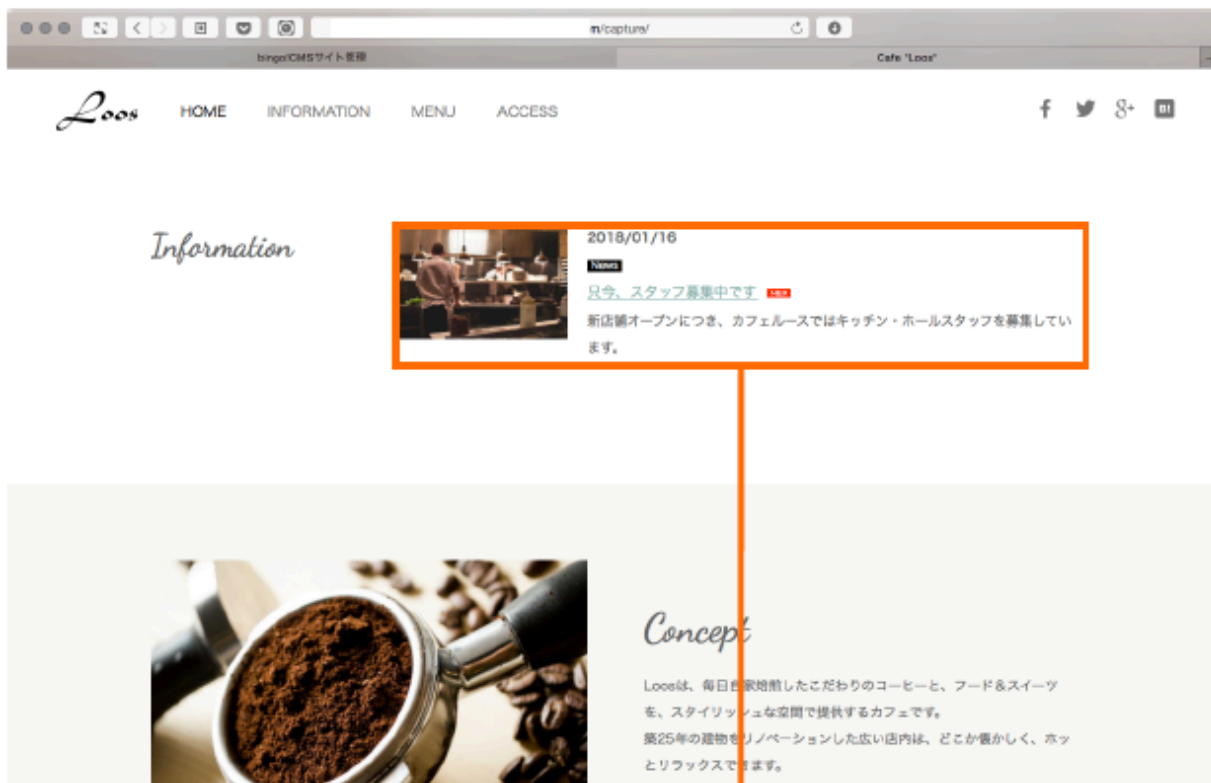 m/capture/
bingo!CMSサイト管理
Cafe "Loos"
Loos
HOME
INFORMATION
MENU
ACCESS
f
8+
B!
Information
2018/01/16
News
只今、スタッフ募集中です
NEW
新店舗オープンにつき、カフェルースではキッチン・ホールスタッフを募集してい
ます。
Concept
Loosは、毎日自家焙煎したこだわりのコーヒーと、フード&スイーツ
を、スタイリッシュな空間で提供するカフェです。
築25年の建物をリノベーションした広い店内は、どこか懐かしく、ホッ
とリラックスできます。